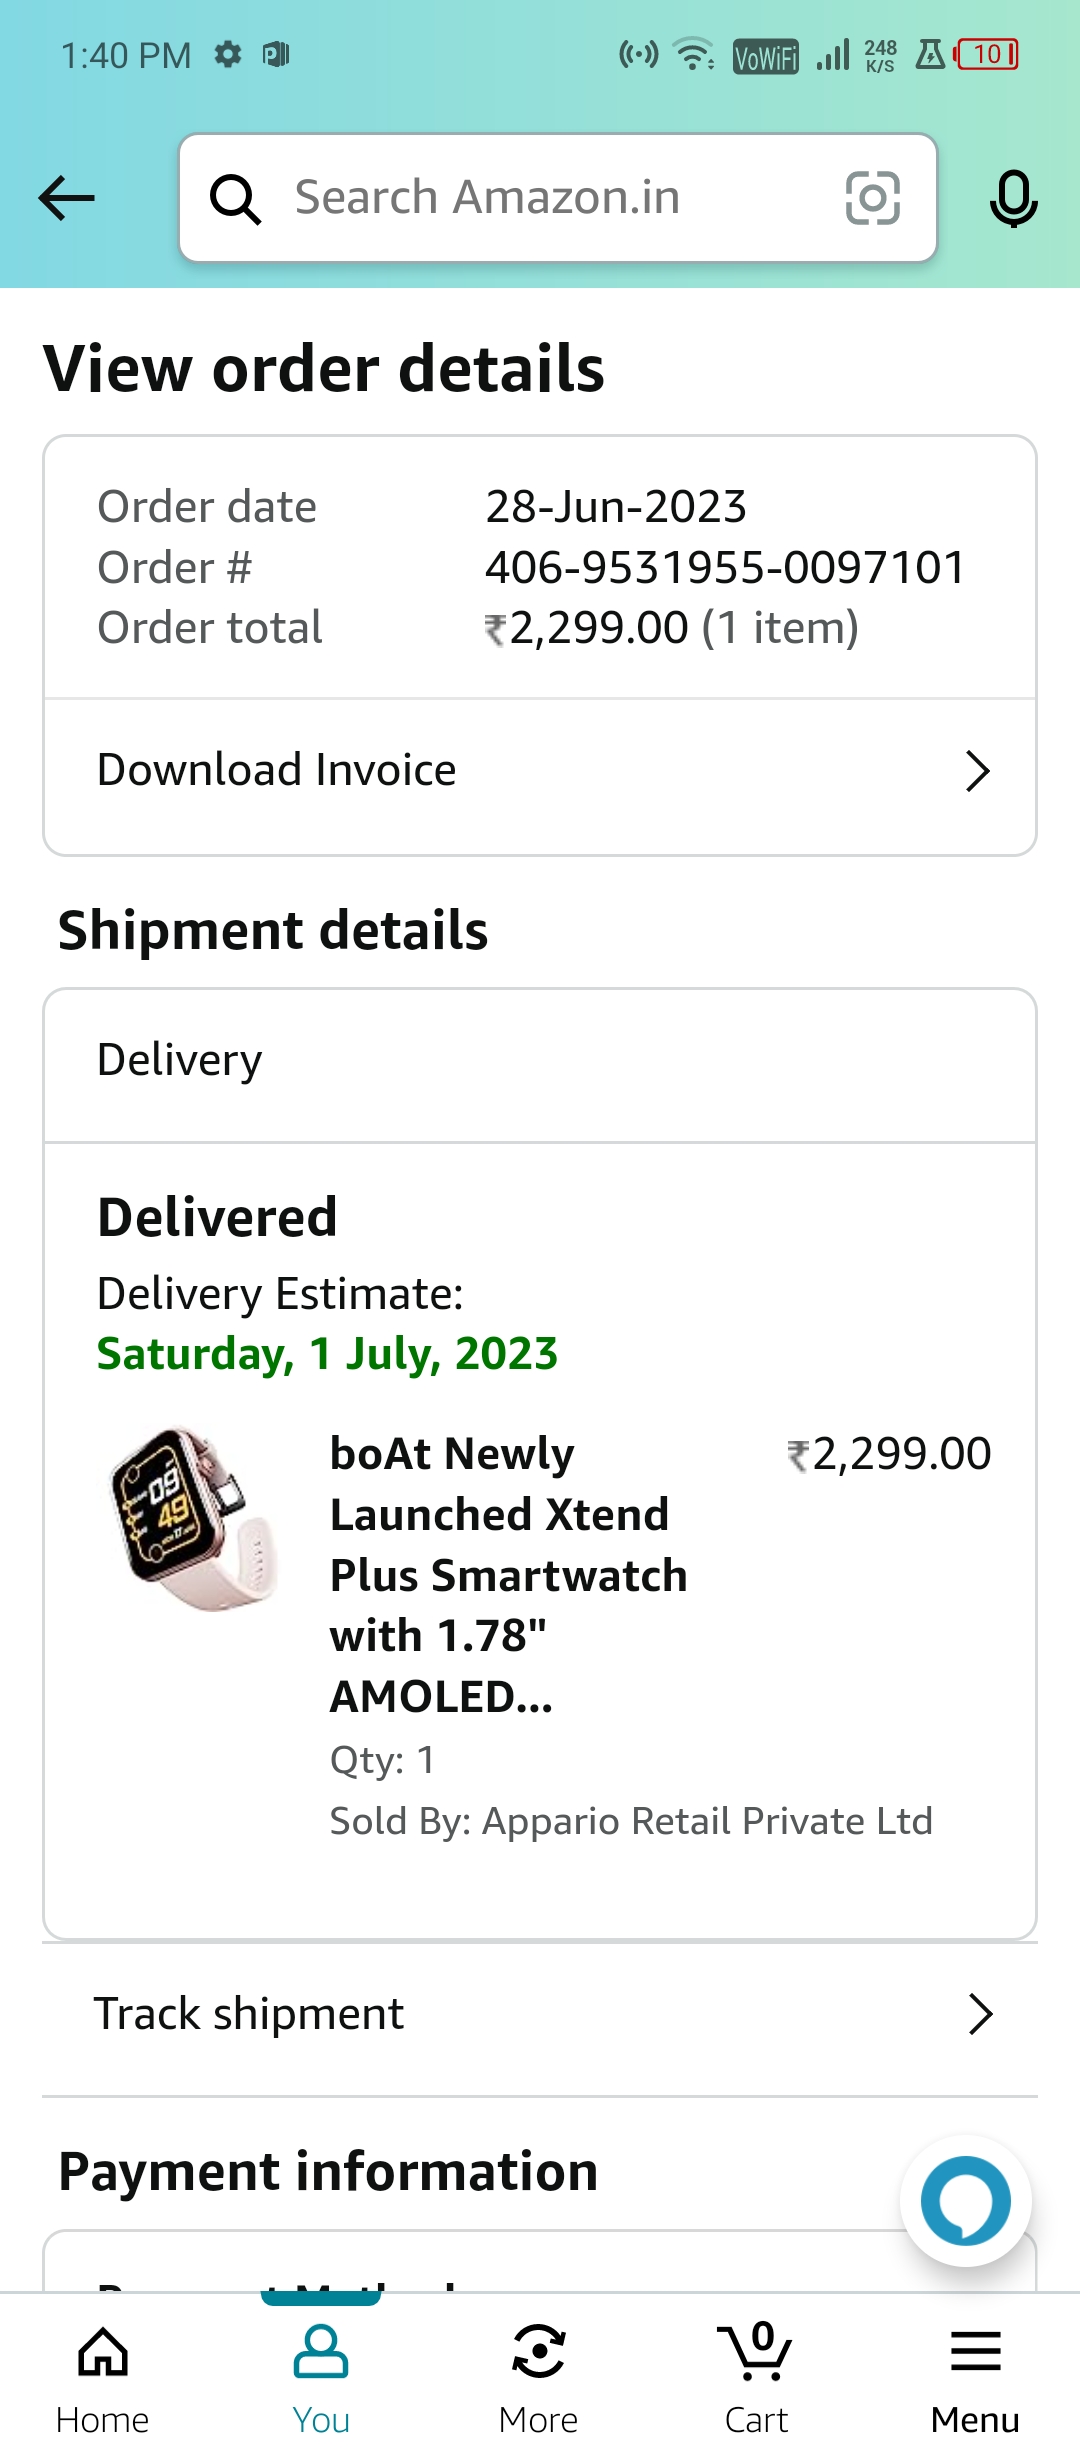 1:40 PM
VoWiFi 248 K/S 10
Search Amazon.in
View order details
Order date 28-Jun-2023
Order # 406-9531955-0097101
Order total ₹2,299.00 (1 item)
Download Invoice
Shipment details
Delivery
Delivered
Delivery Estimate:
Saturday, 1 July, 2023
09
49
boAt Newly ₹2,299.00
Launched Xtend
Plus Smartwatch
with 1.78"
AMOLED...
Qty: 1
Sold By: Appario Retail Private Ltd
Track shipment
Payment information
0
Home You More Cart Menu